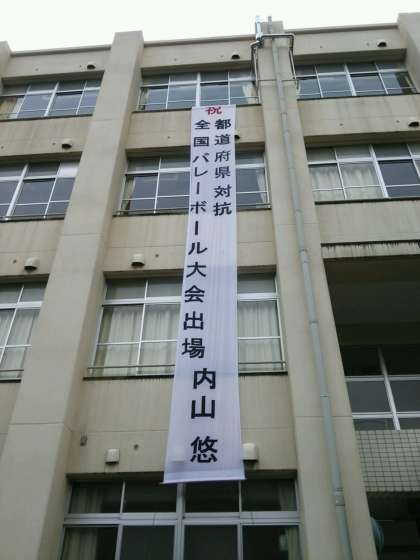 祝
都道府県対抗
全国バレーボール大会出場 内山 悠